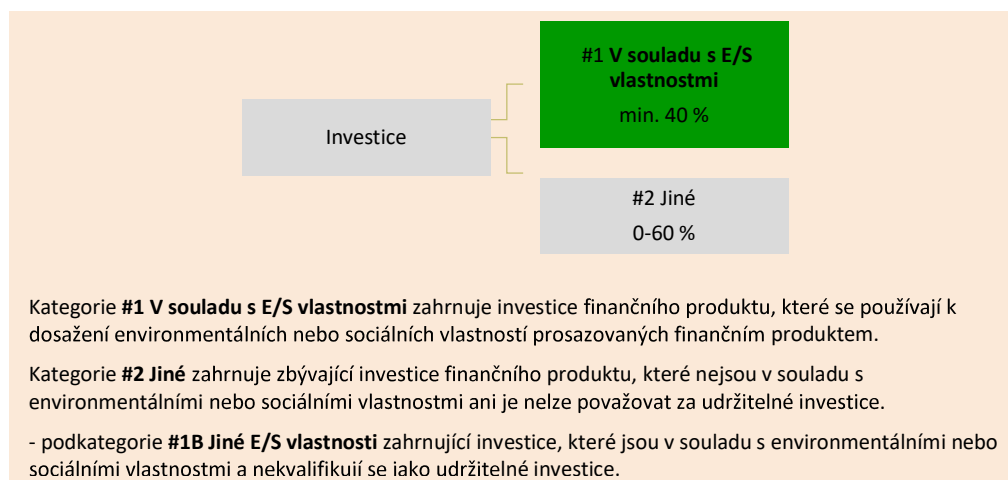 #1 V souladu s E/S
vlastnostmi
min. 40 %
Investice
#2 Jiné
0-60 %
Kategorie #1 V souladu s E/S vlastnostmi zahrnuje investice finančního produktu, které se používají k
dosažení environmentálních nebo sociálních vlastností prosazovaných finančním produktem.
Kategorie #2 Jiné zahrnuje zbývající investice finančního produktu, které nejsou v souladu s
environmentálními nebo sociálními vlastnostmi ani je nelze považovat za udržitelné investice.
- podkategorie #1B Jiné E/S vlastnosti zahrnující investice, které jsou v souladu s environmentálními nebo
sociálními vlastnostmi a nekvalifikují se jako udržitelné investice.